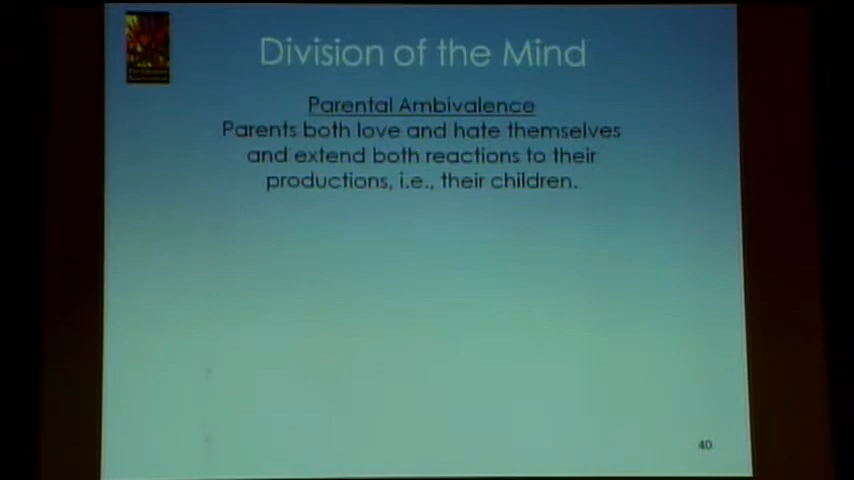 Division of the Mind
Parental Ambivalence
Parents both love and hate themselves
and extend both reactions to their
productions, i.e., their children.
40